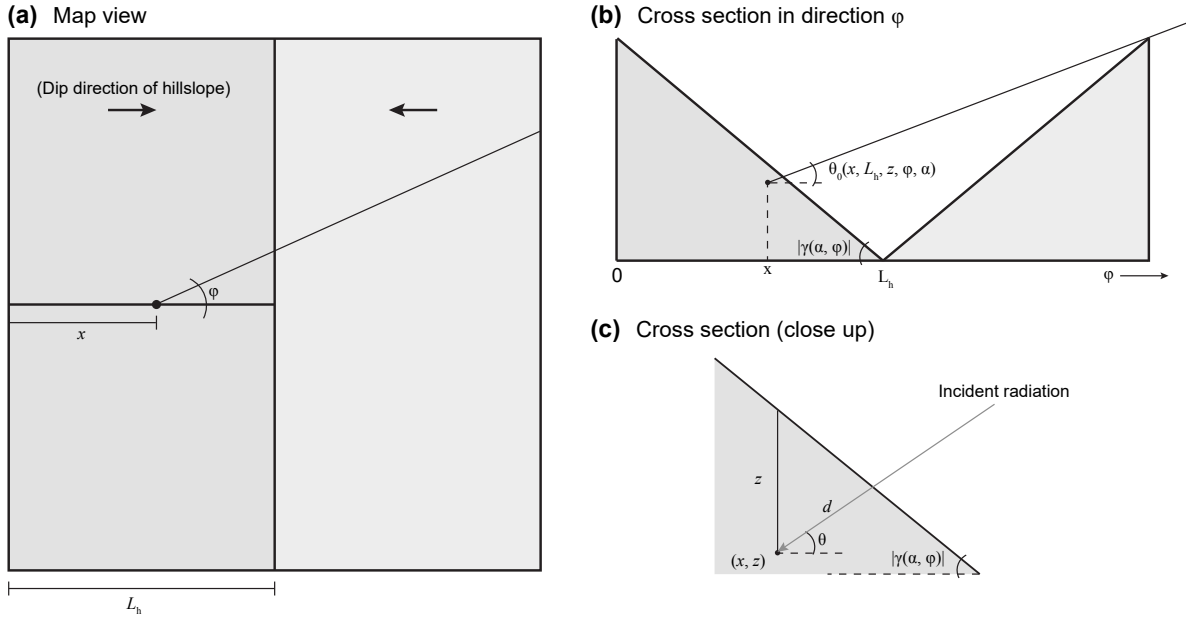 (a) Map view
(Dip direction of hillslope)
φ
x
Lh
(b) Cross section in direction φ
θ0(x, Lh, z, φ, α)
|γ(α, φ)|
0
x
Lh
φ
(c) Cross section (close up)
Incident radiation
z
d
θ
(x, z)
|γ(α, φ)|